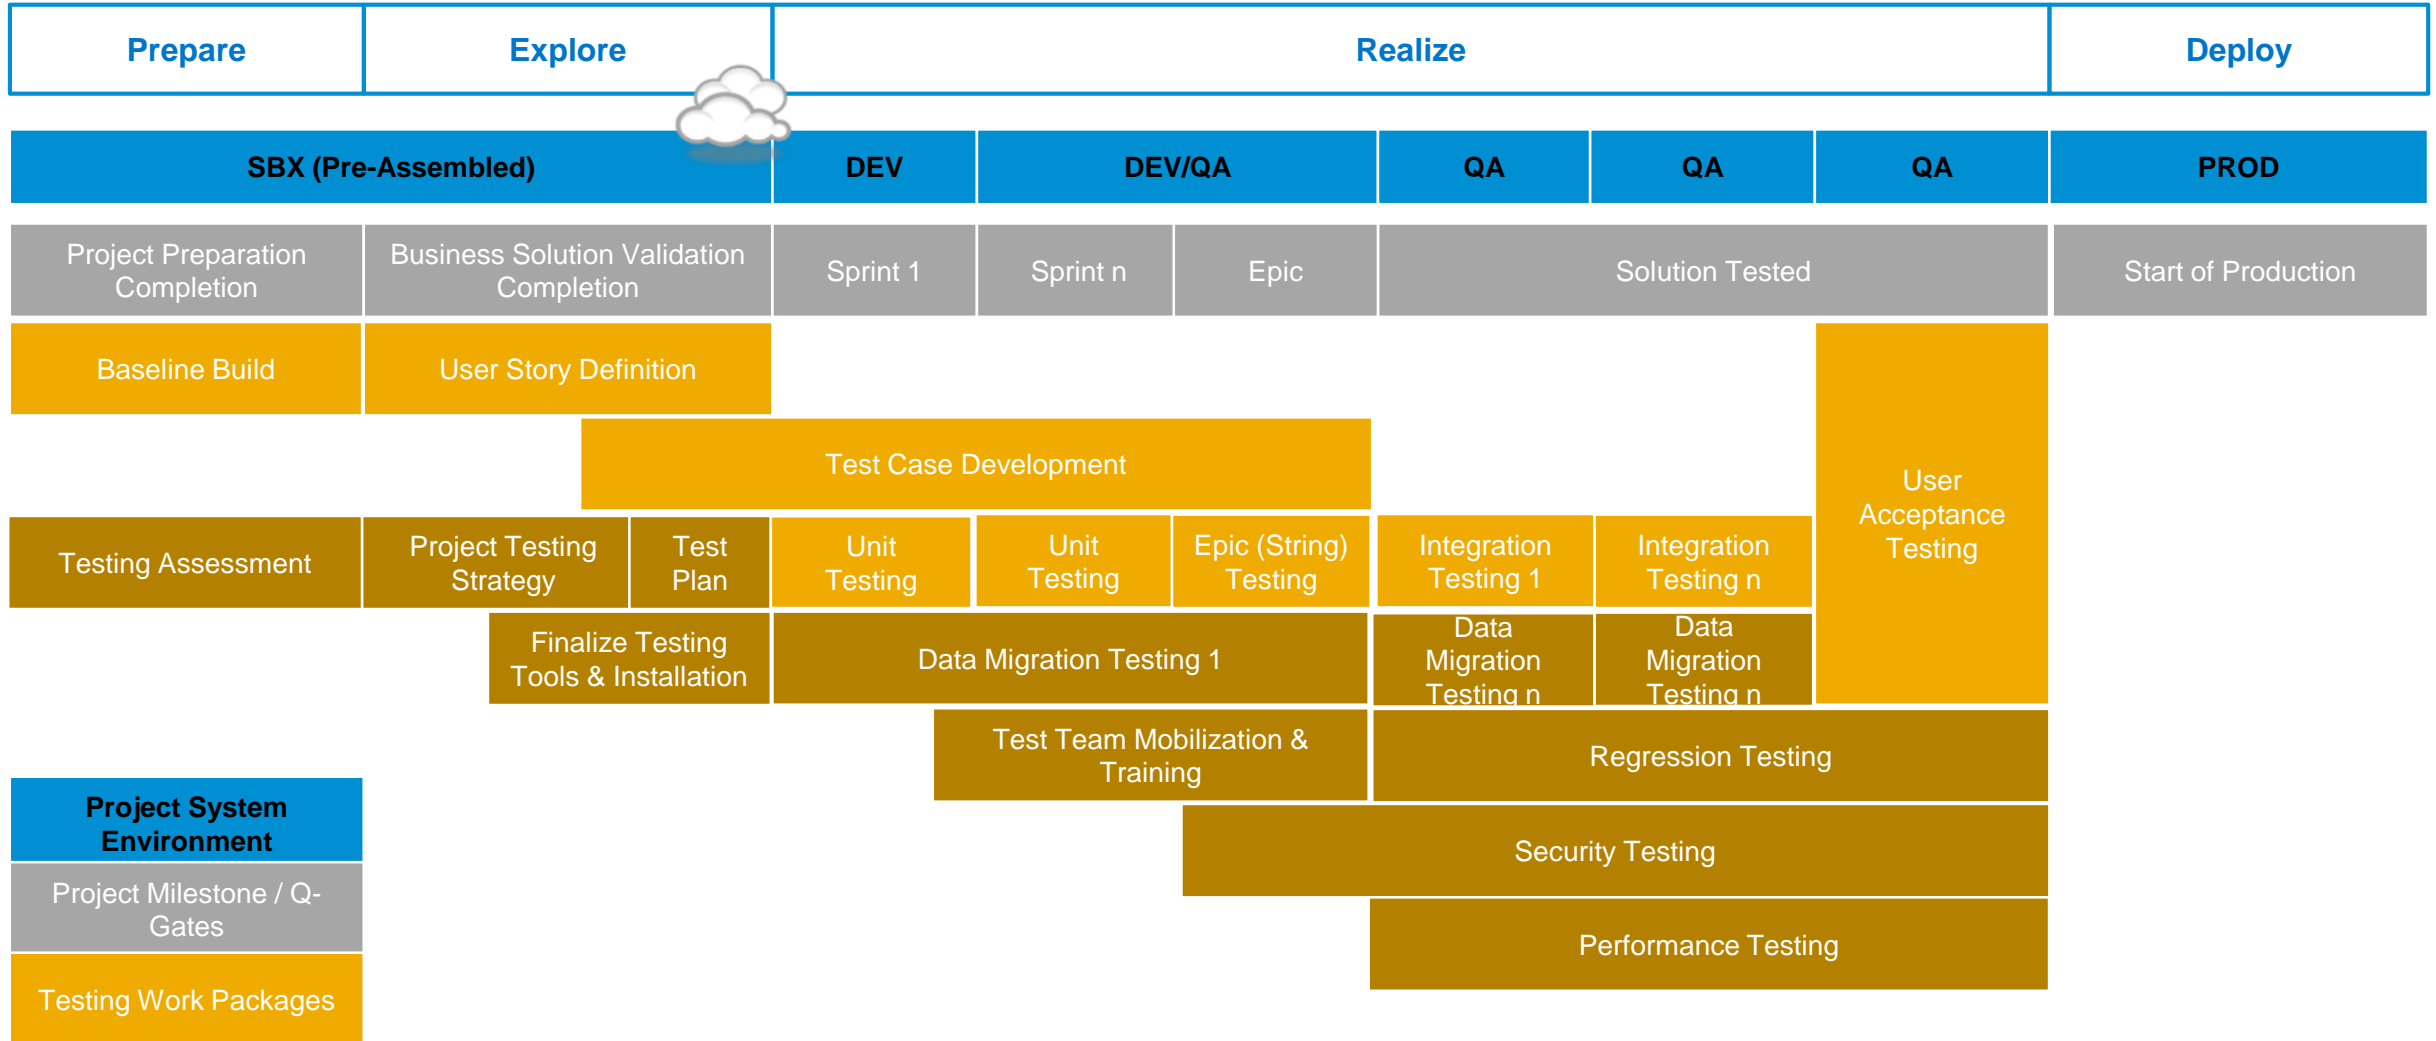 Prepare
Explore
Realize
Deploy
SBX (Pre-Assembled)
DEV
DEV/QA
QA
QA
QA
PROD
Project Preparation
Completion
Business Solution Validation
Completion
Sprint 1
Sprint n
Epic
Solution Tested
Start of Production
Baseline Build
User Story Definition
Test Case Development
User
Acceptance
Testing
Testing Assessment
Project Testing
Strategy
Test
Plan
Unit
Testing
Unit
Testing
Epic (String)
Testing
Integration
Testing 1
Integration
Testing n
Finalize Testing
Tools & Installation
Data Migration Testing 1
Data
Migration
Testing n
Data
Migration
Testing n
Test Team Mobilization &
Training
Regression Testing
Security Testing
Performance Testing
Project System
Environment
Project Milestone / Q-
Gates
Testing Work Packages